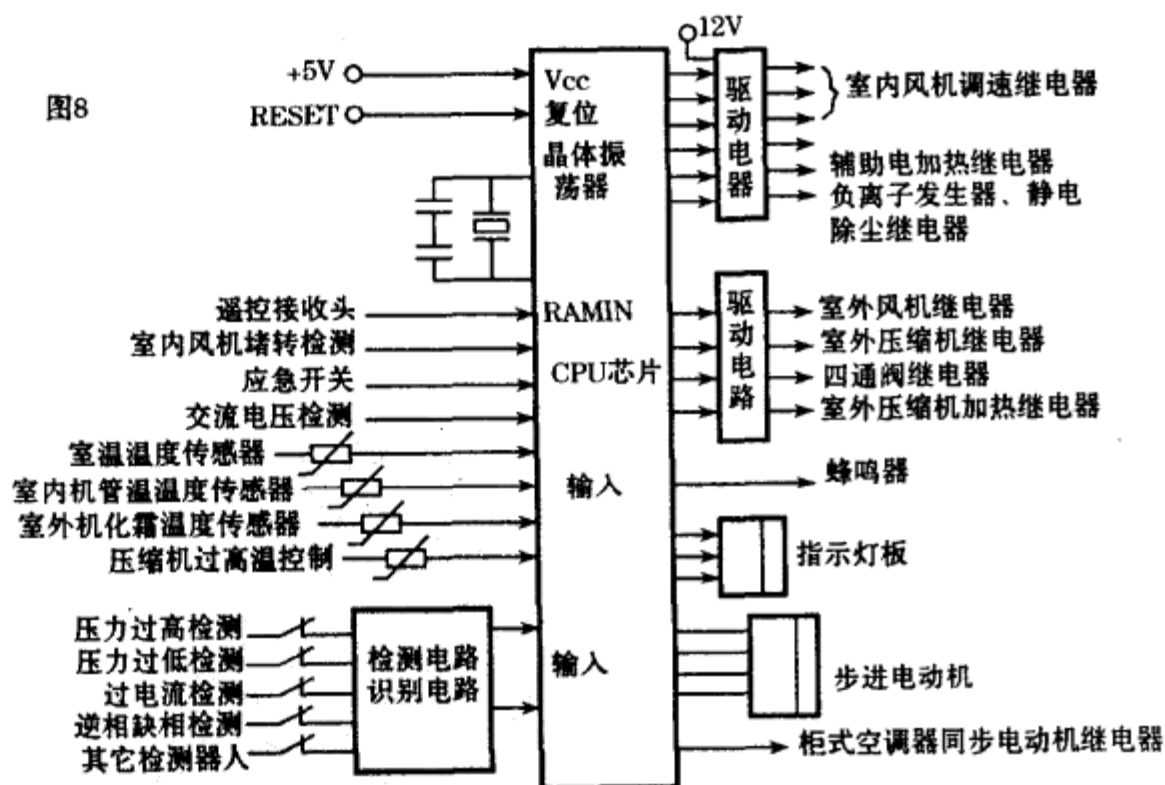 图8
+5V
RESET
遥控接收头
室内风机堵转检测
应急开关
交流电压检测
室温温度传感器
室内机管温温度传感器
室外机化霜温度传感器
压缩机过高温控制
压力过高检测
压力过低检测
过电流检测
逆相缺相检测
其它检测器人
检测电路
识别电路
Vcc
复位
晶体振
荡器
RAMIN
CPU芯片
输入
输入
12V
驱动电器
室内风机调速继电器
辅助电加热继电器
负离子发生器、静电
除尘继电器
驱动电路
室外风机继电器
室外压缩机继电器
四通阀继电器
室外压缩机加热继电器
蜂鸣器
指示灯板
步进电动机
柜式空调器同步电动机继电器